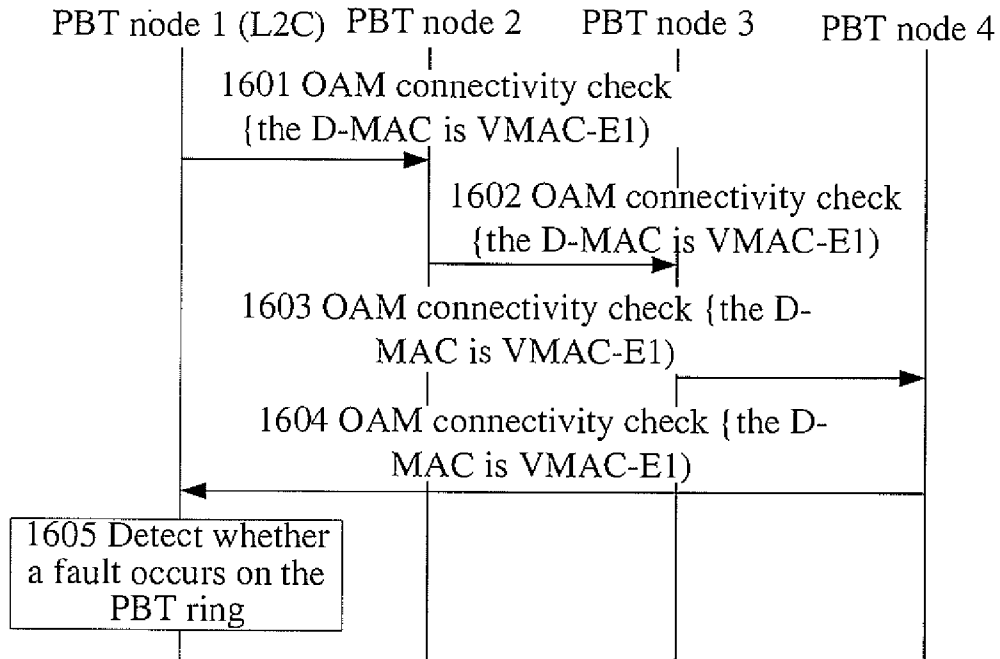 PBT node 1 (L2C)
PBT node 2
PBT node 3
PBT node 4
1601 OAM connectivity check
{the D-MAC is VMAC-E1)
1602 OAM connectivity check
{the D-MAC is VMAC-E1)
1603 OAM connectivity check {the D-
MAC is VMAC-E1)
1604 OAM connectivity check {the D-
MAC is VMAC-E1)
1605 Detect whether
a fault occurs on the
PBT ring